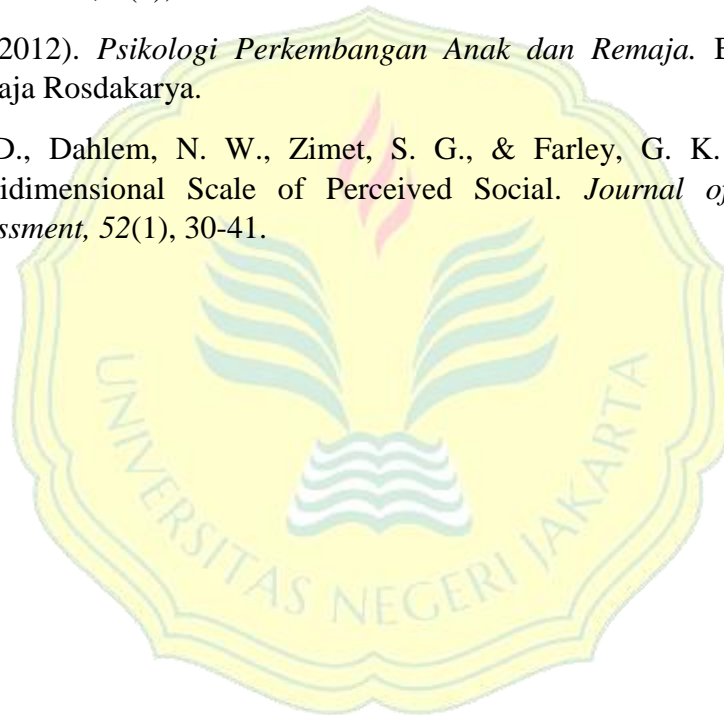 2012). Psikologi Perkembangan Anak dan Remaja.
aja Rosdakarya.
D., Dahlem, N. W., Zimet, S. G., & Farley, G. K.
idimensional Scale of Perceived Social. Journal of
essment, 52(1), 30-41.
UNIVERSITAS NEGERI JAKARTA